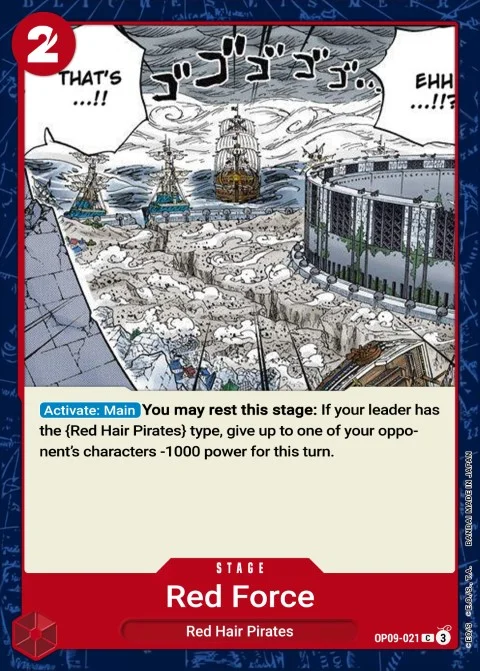 2
THAT'S
...!!
ゴゴゴゴゴ...
EHH
...!!?
Activate: Main You may rest this stage: If your leader has
the {Red Hair Pirates} type, give up to one of your oppo-
nent's characters -1000 power for this turn.
STAGE
Red Force
Red Hair Pirates
OP09-021 C 3
BANDAI MADE IN JAPAN